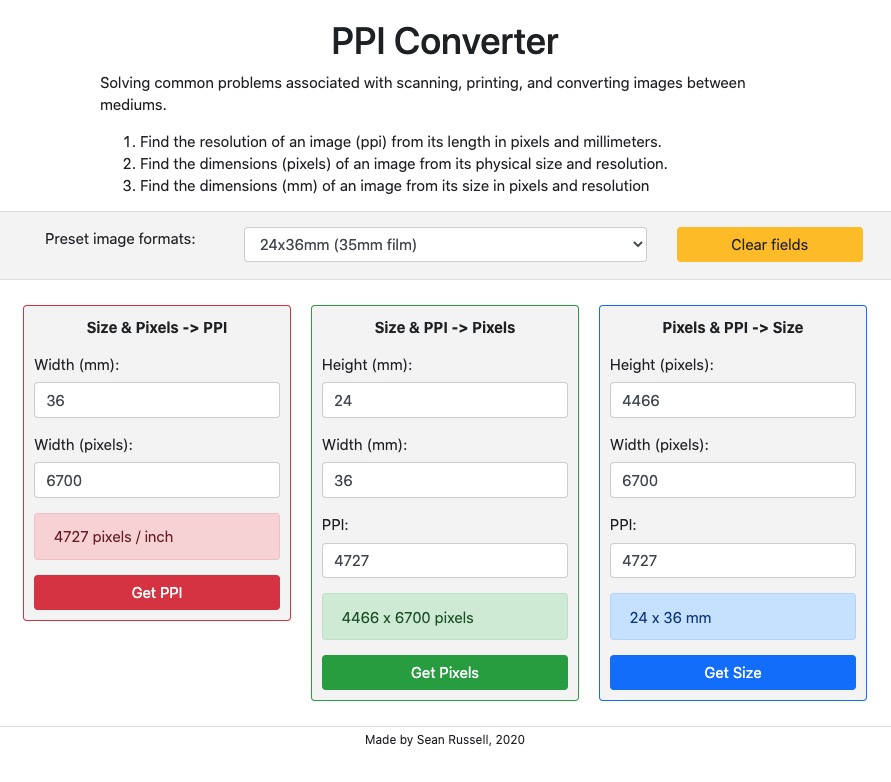 PPI Converter
Solving common problems associated with scanning, printing, and converting images between
mediums.
1. Find the resolution of an image (ppi) from its length in pixels and millimeters.
2. Find the dimensions (pixels) of an image from its physical size and resolution.
3. Find the dimensions (mm) of an image from its size in pixels and resolution
Preset image formats:
24x36mm (35mm film)
Clear fields
Size & Pixels -> PPI
Width (mm):
36
Width (pixels):
6700
4727 pixels / inch
Get PPI
Size & PPI -> Pixels
Height (mm):
24
Width (mm):
36
PPI:
4727
4466 x 6700 pixels
Get Pixels
Pixels & PPI -> Size
Height (pixels):
4466
Width (pixels):
6700
PPI:
4727
24 x 36 mm
Get Size
Made by Sean Russell, 2020